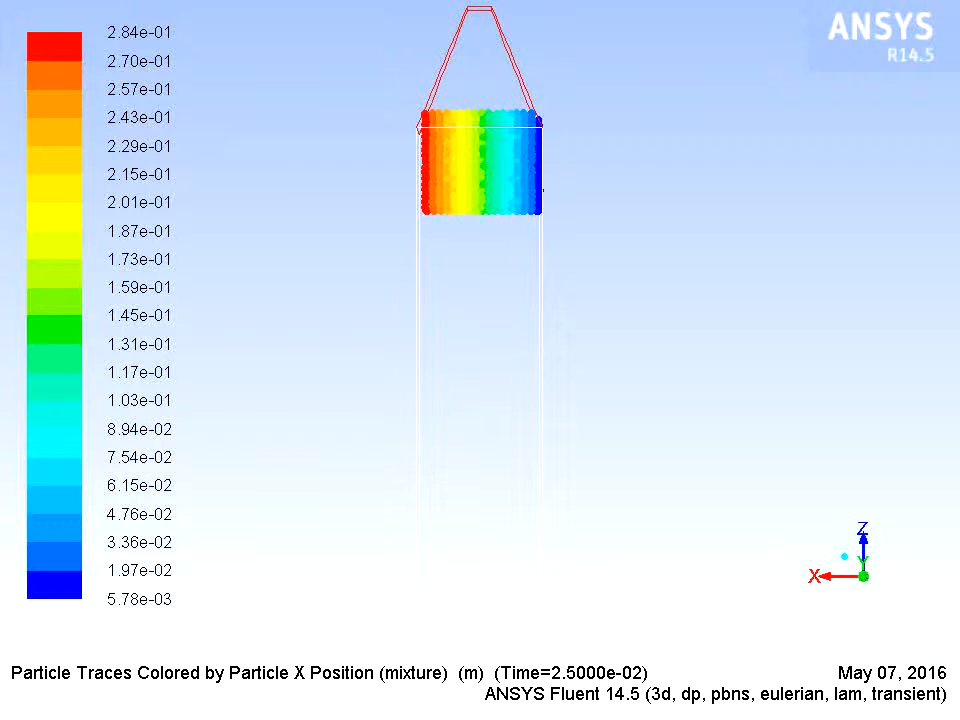 ANSYS
R14.5
2.84e-01
2.70e-01
2.57e-01
2.43e-01
2.29e-01
2.15e-01
2.01e-01
1.87e-01
1.73e-01
1.59e-01
1.45e-01
1.31e-01
1.17e-01
1.03e-01
8.94e-02
7.54e-02
6.15e-02
4.76e-02
3.36e-02
1.97e-02
5.78e-03
Z
Y
X
Particle Traces Colored by Particle X Position (mixture) (m) (Time=2.5000e-02)
May 07, 2016
ANSYS Fluent 14.5 (3d, dp, pbns, eulerian, lam, transient)